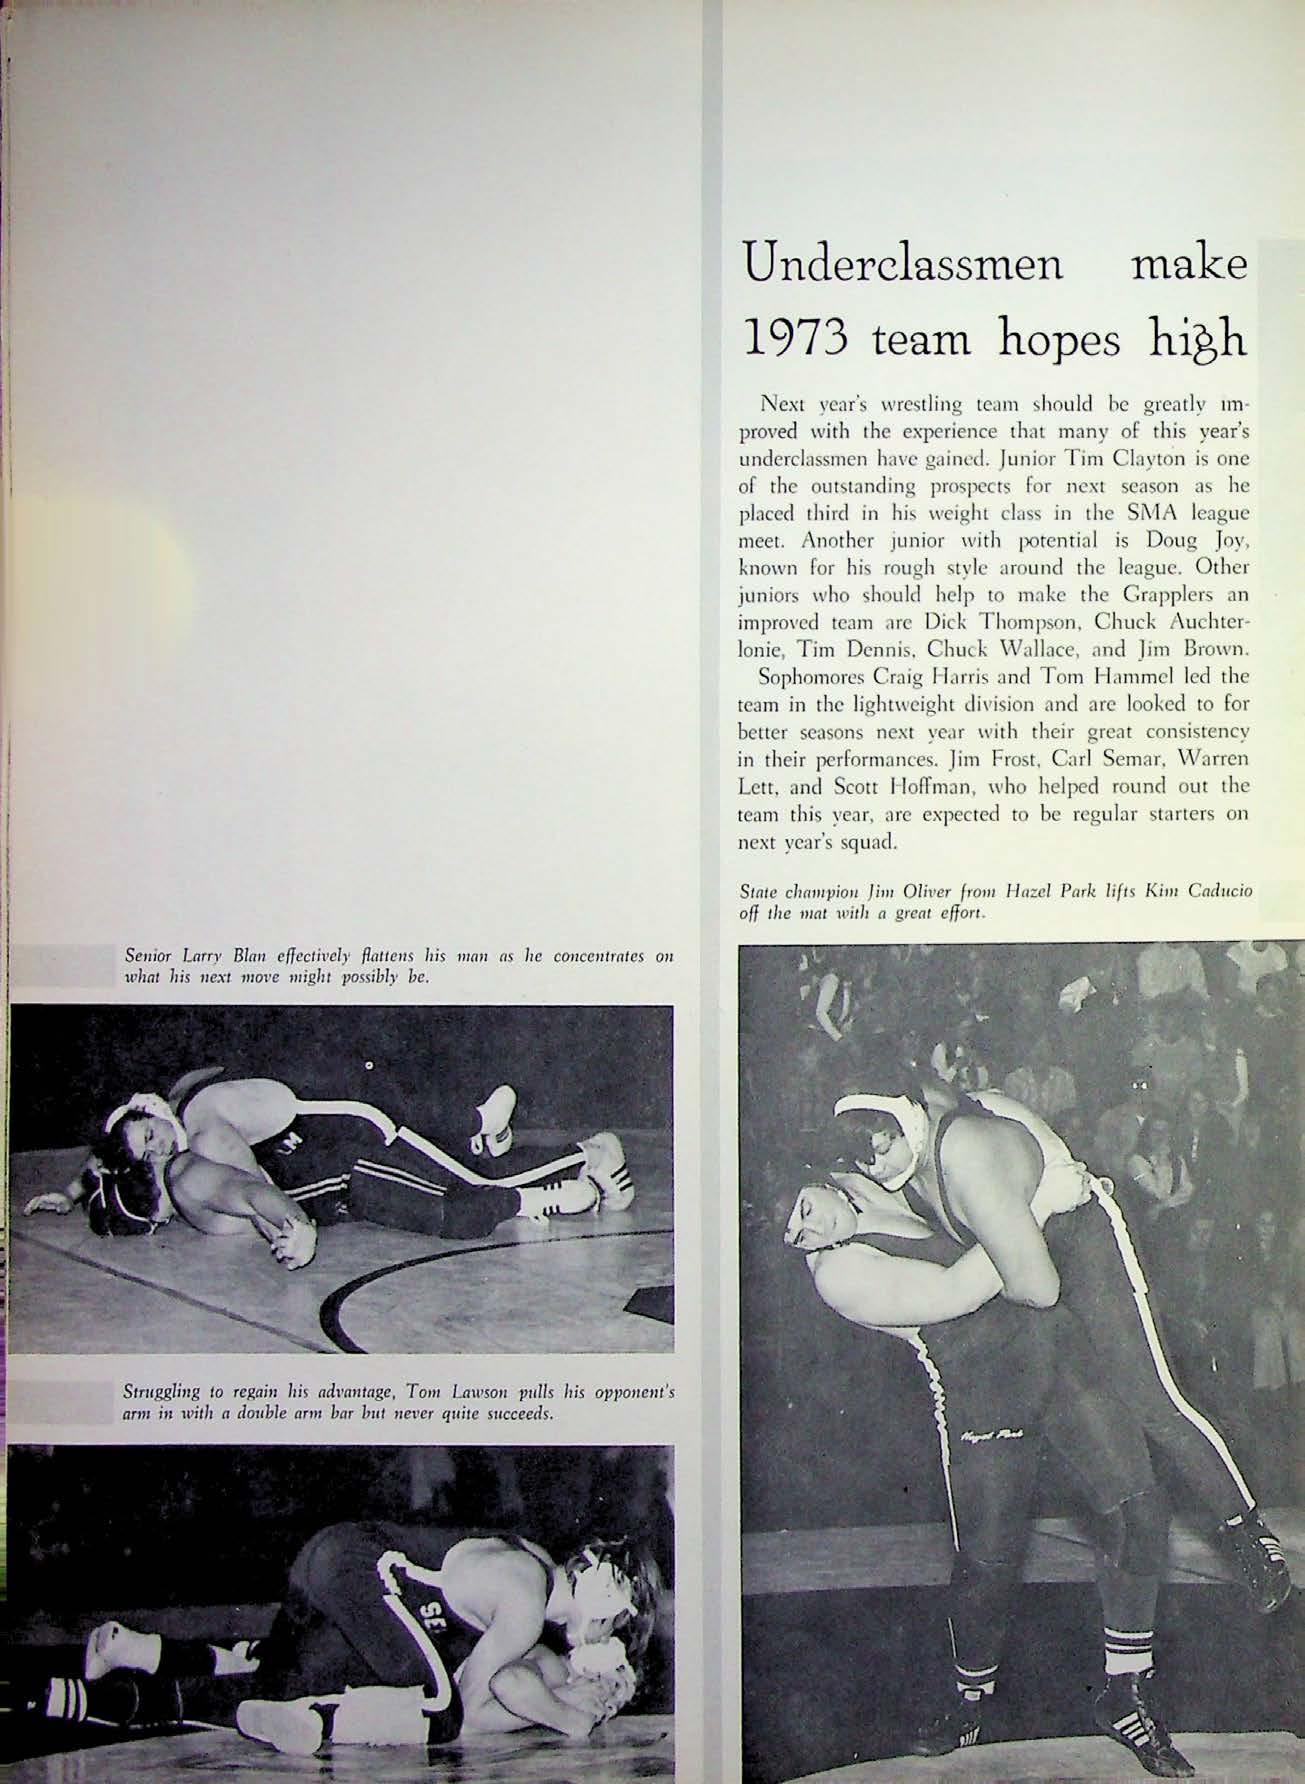 Underclassmen make
1973 team hopes high
Next year's wrestling team should be greatly im-
proved with the experience that many of this year's
underclassmen have gained. Junior Tim Clayton is one
of the outstanding prospects for next season as he
placed third in his weight class in the SMA league
meet. Another junior with potential is Doug Joy,
known for his rough style around the league. Other
juniors who should help to make the Grapplers an
improved team are Dick Thompson, Chuck Auchter-
lonie, Tim Dennis, Chuck Wallace, and Jim Brown.
Sophomores Craig Harris and Tom Hammel led the
team in the lightweight division and are looked to for
better seasons next year with their great consistency
in their performances. Jim Frost, Carl Semar, Warren
Lett, and Scott Hoffman, who helped round out the
team this year, are expected to be regular starters on
next year's squad.
State champion Jim Oliver from Hazel Park lifts Kim Caducio
off the mat with a great effort.
Hazel Park
Senior Larry Blan effectively flattens his man as he concentrates on
what his next move might possibly be.
Struggling to regain his advantage, Tom Lawson pulls his opponent's
arm in with a double arm bar but never quite succeeds.
SE